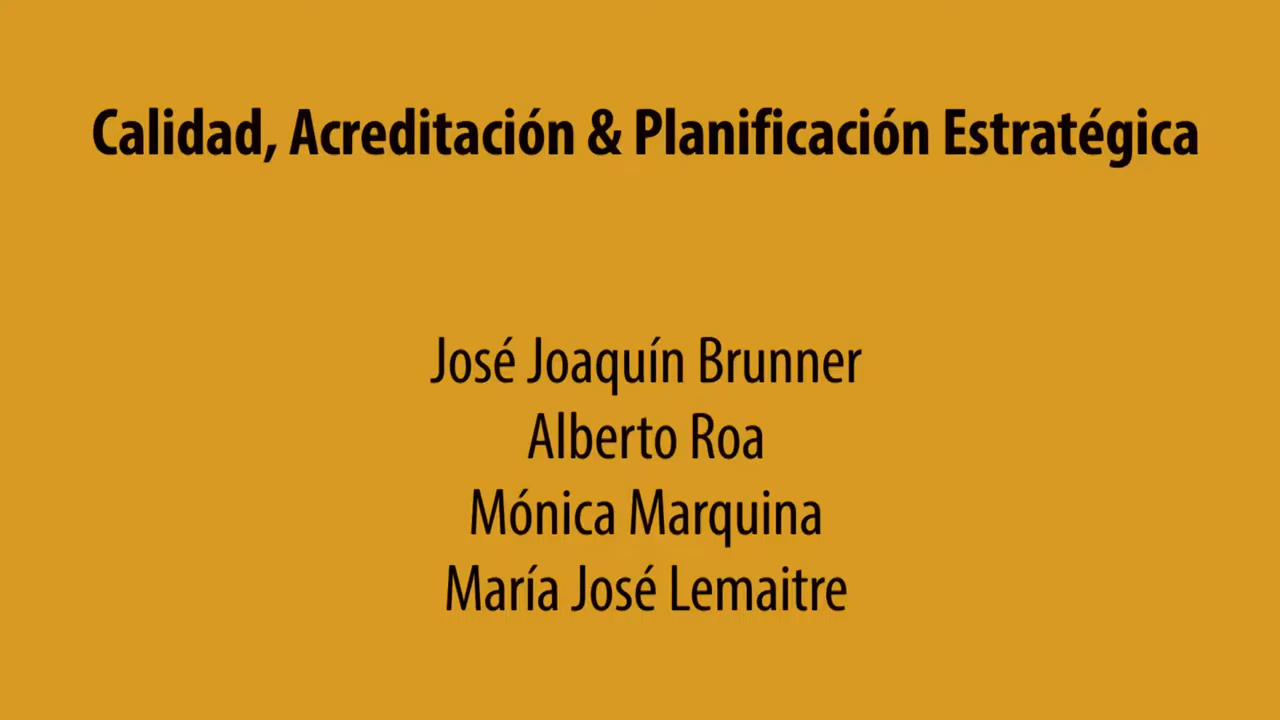 Calidad, Acreditación & Planificación Estratégica
José Joaquín Brunner
Alberto Roa
Mónica Marquina
María José Lemaitre